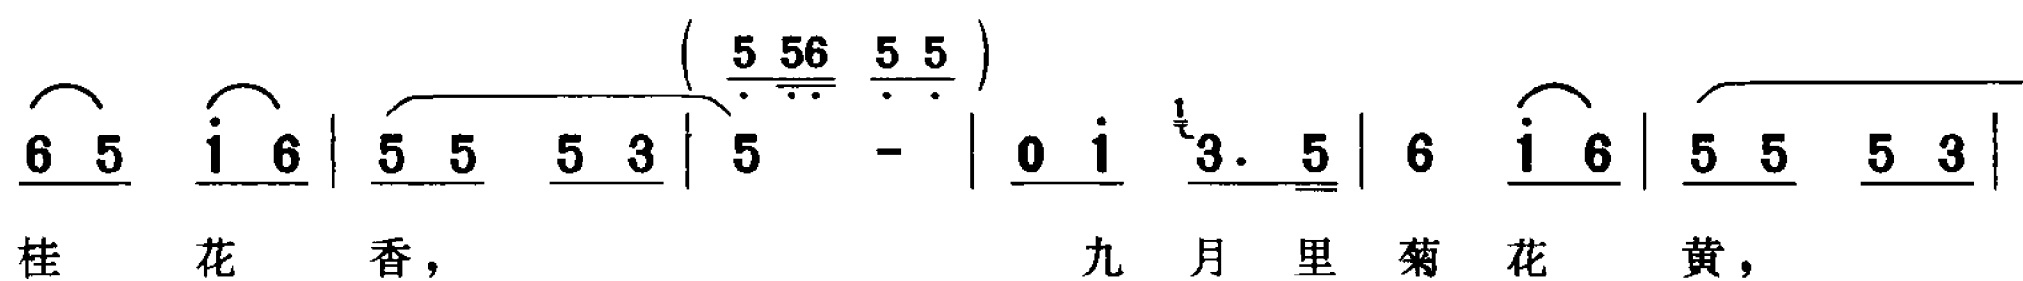 ( 5 56 5 5 )
6 5 i 6 | 5 5 5 3 | 5 - | 0 i 1 3. 5 | 6 i 6 | 5 5 5 3 |
桂 花 香， 九 月 里 菊 花 黄，